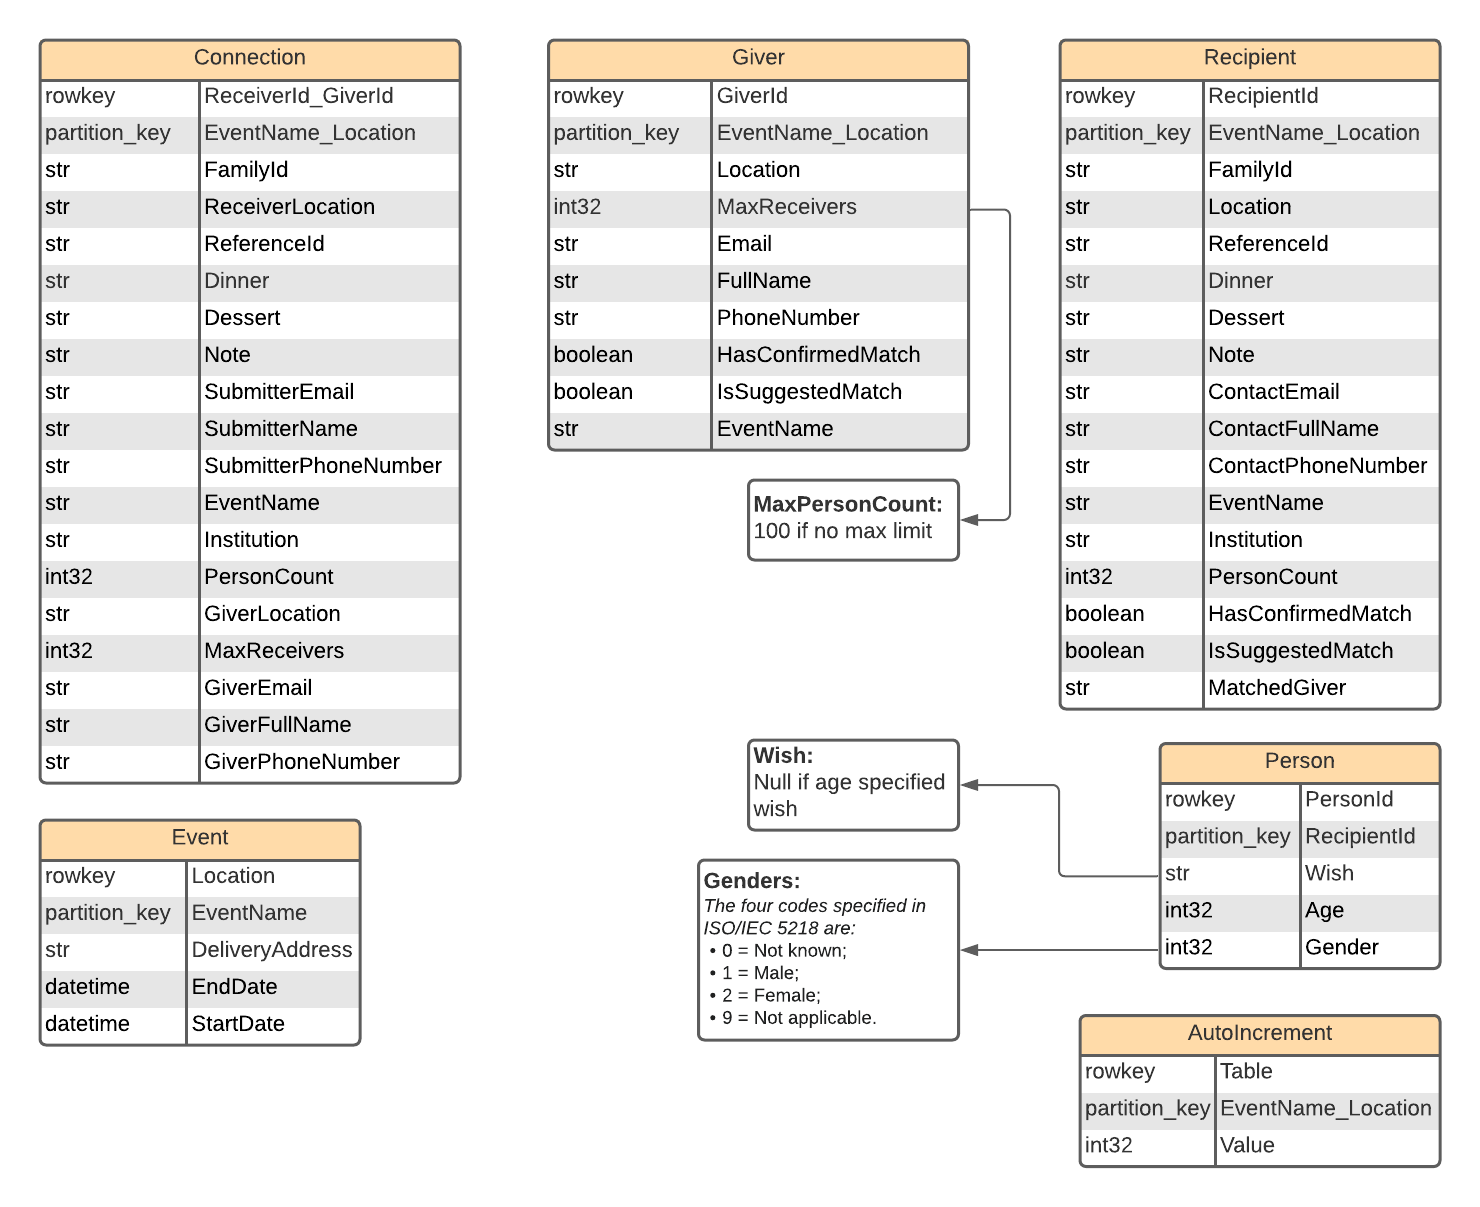 Connection
rowkey ReceiverId_GiverId
partition_key EventName_Location
str FamilyId
str ReceiverLocation
str ReferenceId
str Dinner
str Dessert
str Note
str SubmitterEmail
str SubmitterName
str SubmitterPhoneNumber
str EventName
str Institution
int32 PersonCount
str GiverLocation
int32 MaxReceivers
str GiverEmail
str GiverFullName
str GiverPhoneNumber
Giver
rowkey GiverId
partition_key EventName_Location
str Location
int32 MaxReceivers
str Email
str FullName
str PhoneNumber
boolean HasConfirmedMatch
boolean IsSuggestedMatch
str EventName
MaxPersonCount:
100 if no max limit
Recipient
rowkey RecipientId
partition_key EventName_Location
str FamilyId
str Location
str ReferenceId
str Dinner
str Dessert
str Note
str ContactEmail
str ContactFullName
str ContactPhoneNumber
str EventName
str Institution
int32 PersonCount
boolean HasConfirmedMatch
boolean IsSuggestedMatch
str MatchedGiver
Event
rowkey Location
partition_key EventName
str DeliveryAddress
datetime EndDate
datetime StartDate
Wish:
Null if age specified
wish
Genders:
The four codes specified in
ISO/IEC 5218 are:
• 0 = Not known;
• 1 = Male;
• 2 = Female;
• 9 = Not applicable.
Person
rowkey PersonId
partition_key RecipientId
str Wish
int32 Age
int32 Gender
AutoIncrement
rowkey Table
partition_key EventName_Location
int32 Value